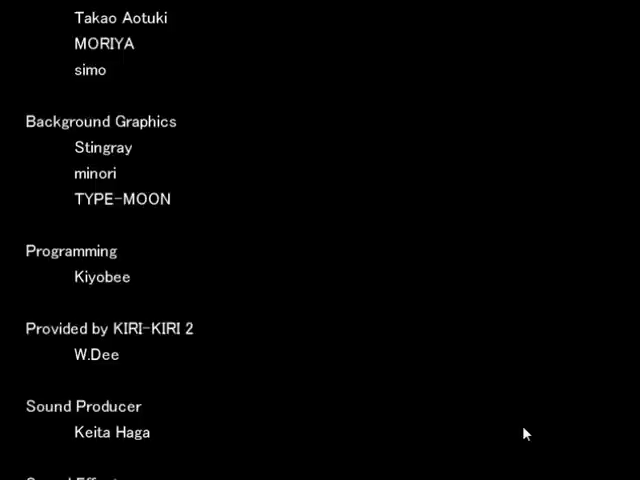 Takao Aotuki
MORIYA
simo
Background Graphics
Stingray
minori
TYPE-MOON
Programming
Kiyobee
Provided by KIRI-KIRI 2
W.Dee
Sound Producer
Keita Haga